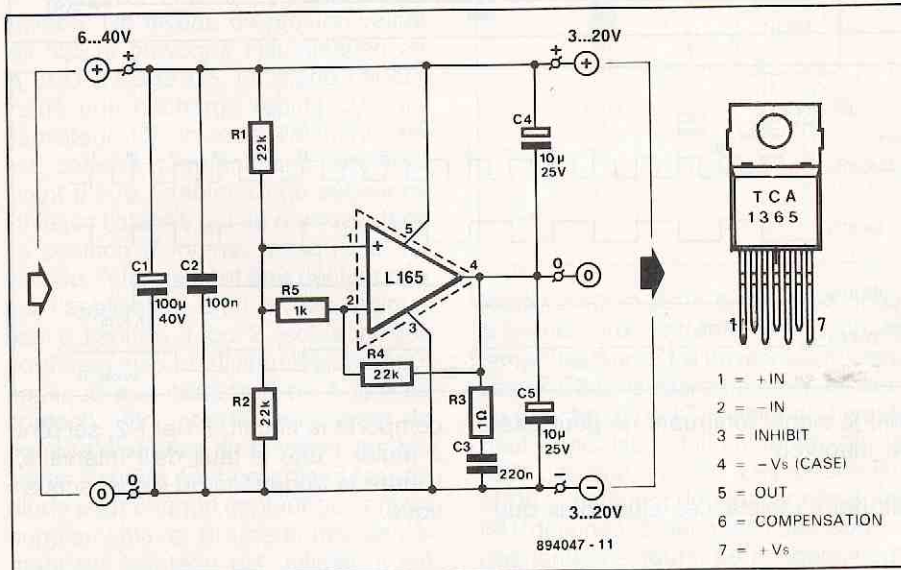 6...40V
3...20V
+
+
+
+
R1
22k
C4
10µ
25V
TCA
1365
1
+
5
4
0
0
L165
C1
100µ
40V
C2
100n
R5
1k
2
3
R4
22k
1
7
R2
22k
R3
1Ω
C5
10µ
25V
C3
220n
1 = +IN
2 = − IN
3 = INHIBIT
4 = −Vs (CASE)
5 = OUT
6 = COMPENSATION
7 = +Vs
0
0
−
−
3...20V
894047 - 11